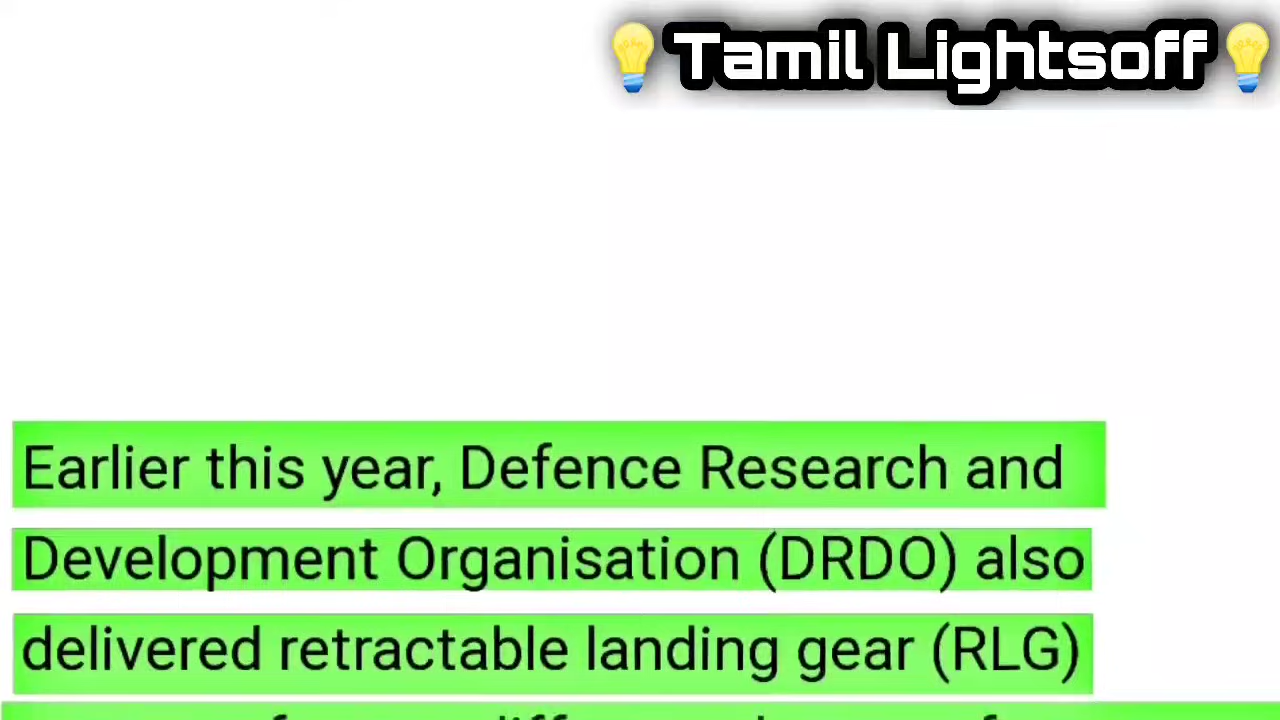 Tamil Lightsoff
Earlier this year, Defence Research and
Development Organisation (DRDO) also
delivered retractable landing gear (RLG)